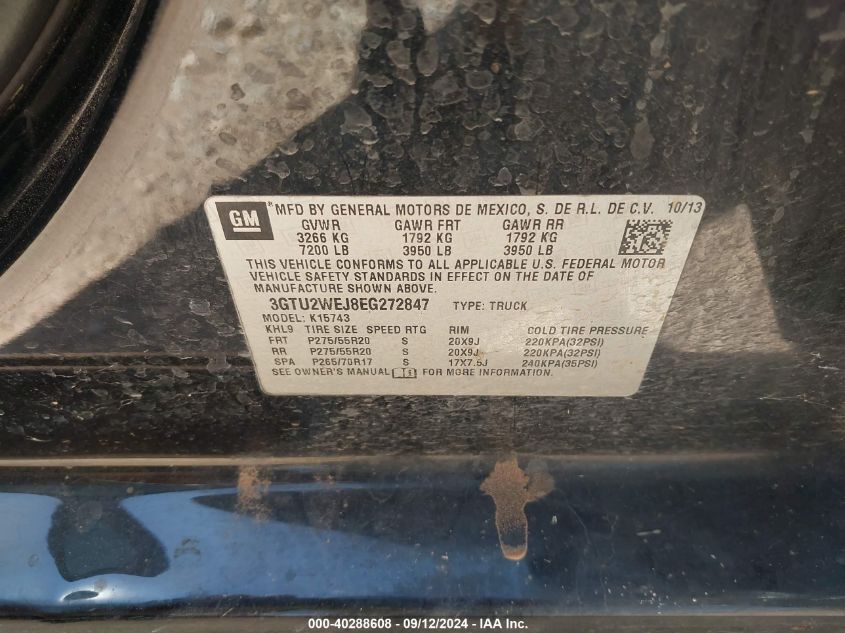 GM ® MFD BY GENERAL MOTORS DE MEXICO, S. DE R.L. DE C.V. 10/13
GVWR GAWR FRT GAWR RR
3266 KG 1792 KG 1792 KG
7200 LB 3950 LB 3950 LB
THIS VEHICLE CONFORMS TO ALL APPLICABLE U.S. FEDERAL MOTOR
VEHICLE SAFETY STANDARDS IN EFFECT ON THE DATE OF
MANUFACTURE SHOWN ABOVE.
3GTU2WEJ8EG272847 TYPE: TRUCK
MODEL: K15743
KHL9 TIRE SIZE SPEED RTG RIM COLD TIRE PRESSURE
FRT P275/55R20 S 20X9J 220KPA(32PSI)
RR P275/55R20 S 20X9J 220KPA(32PSI)
SPA P265/70R17 S 17X7.5J 240KPA(35PSI)
SEE OWNER'S MANUAL FOR MORE INFORMATION.
000-40288608 - 09/12/2024 - IAA Inc.